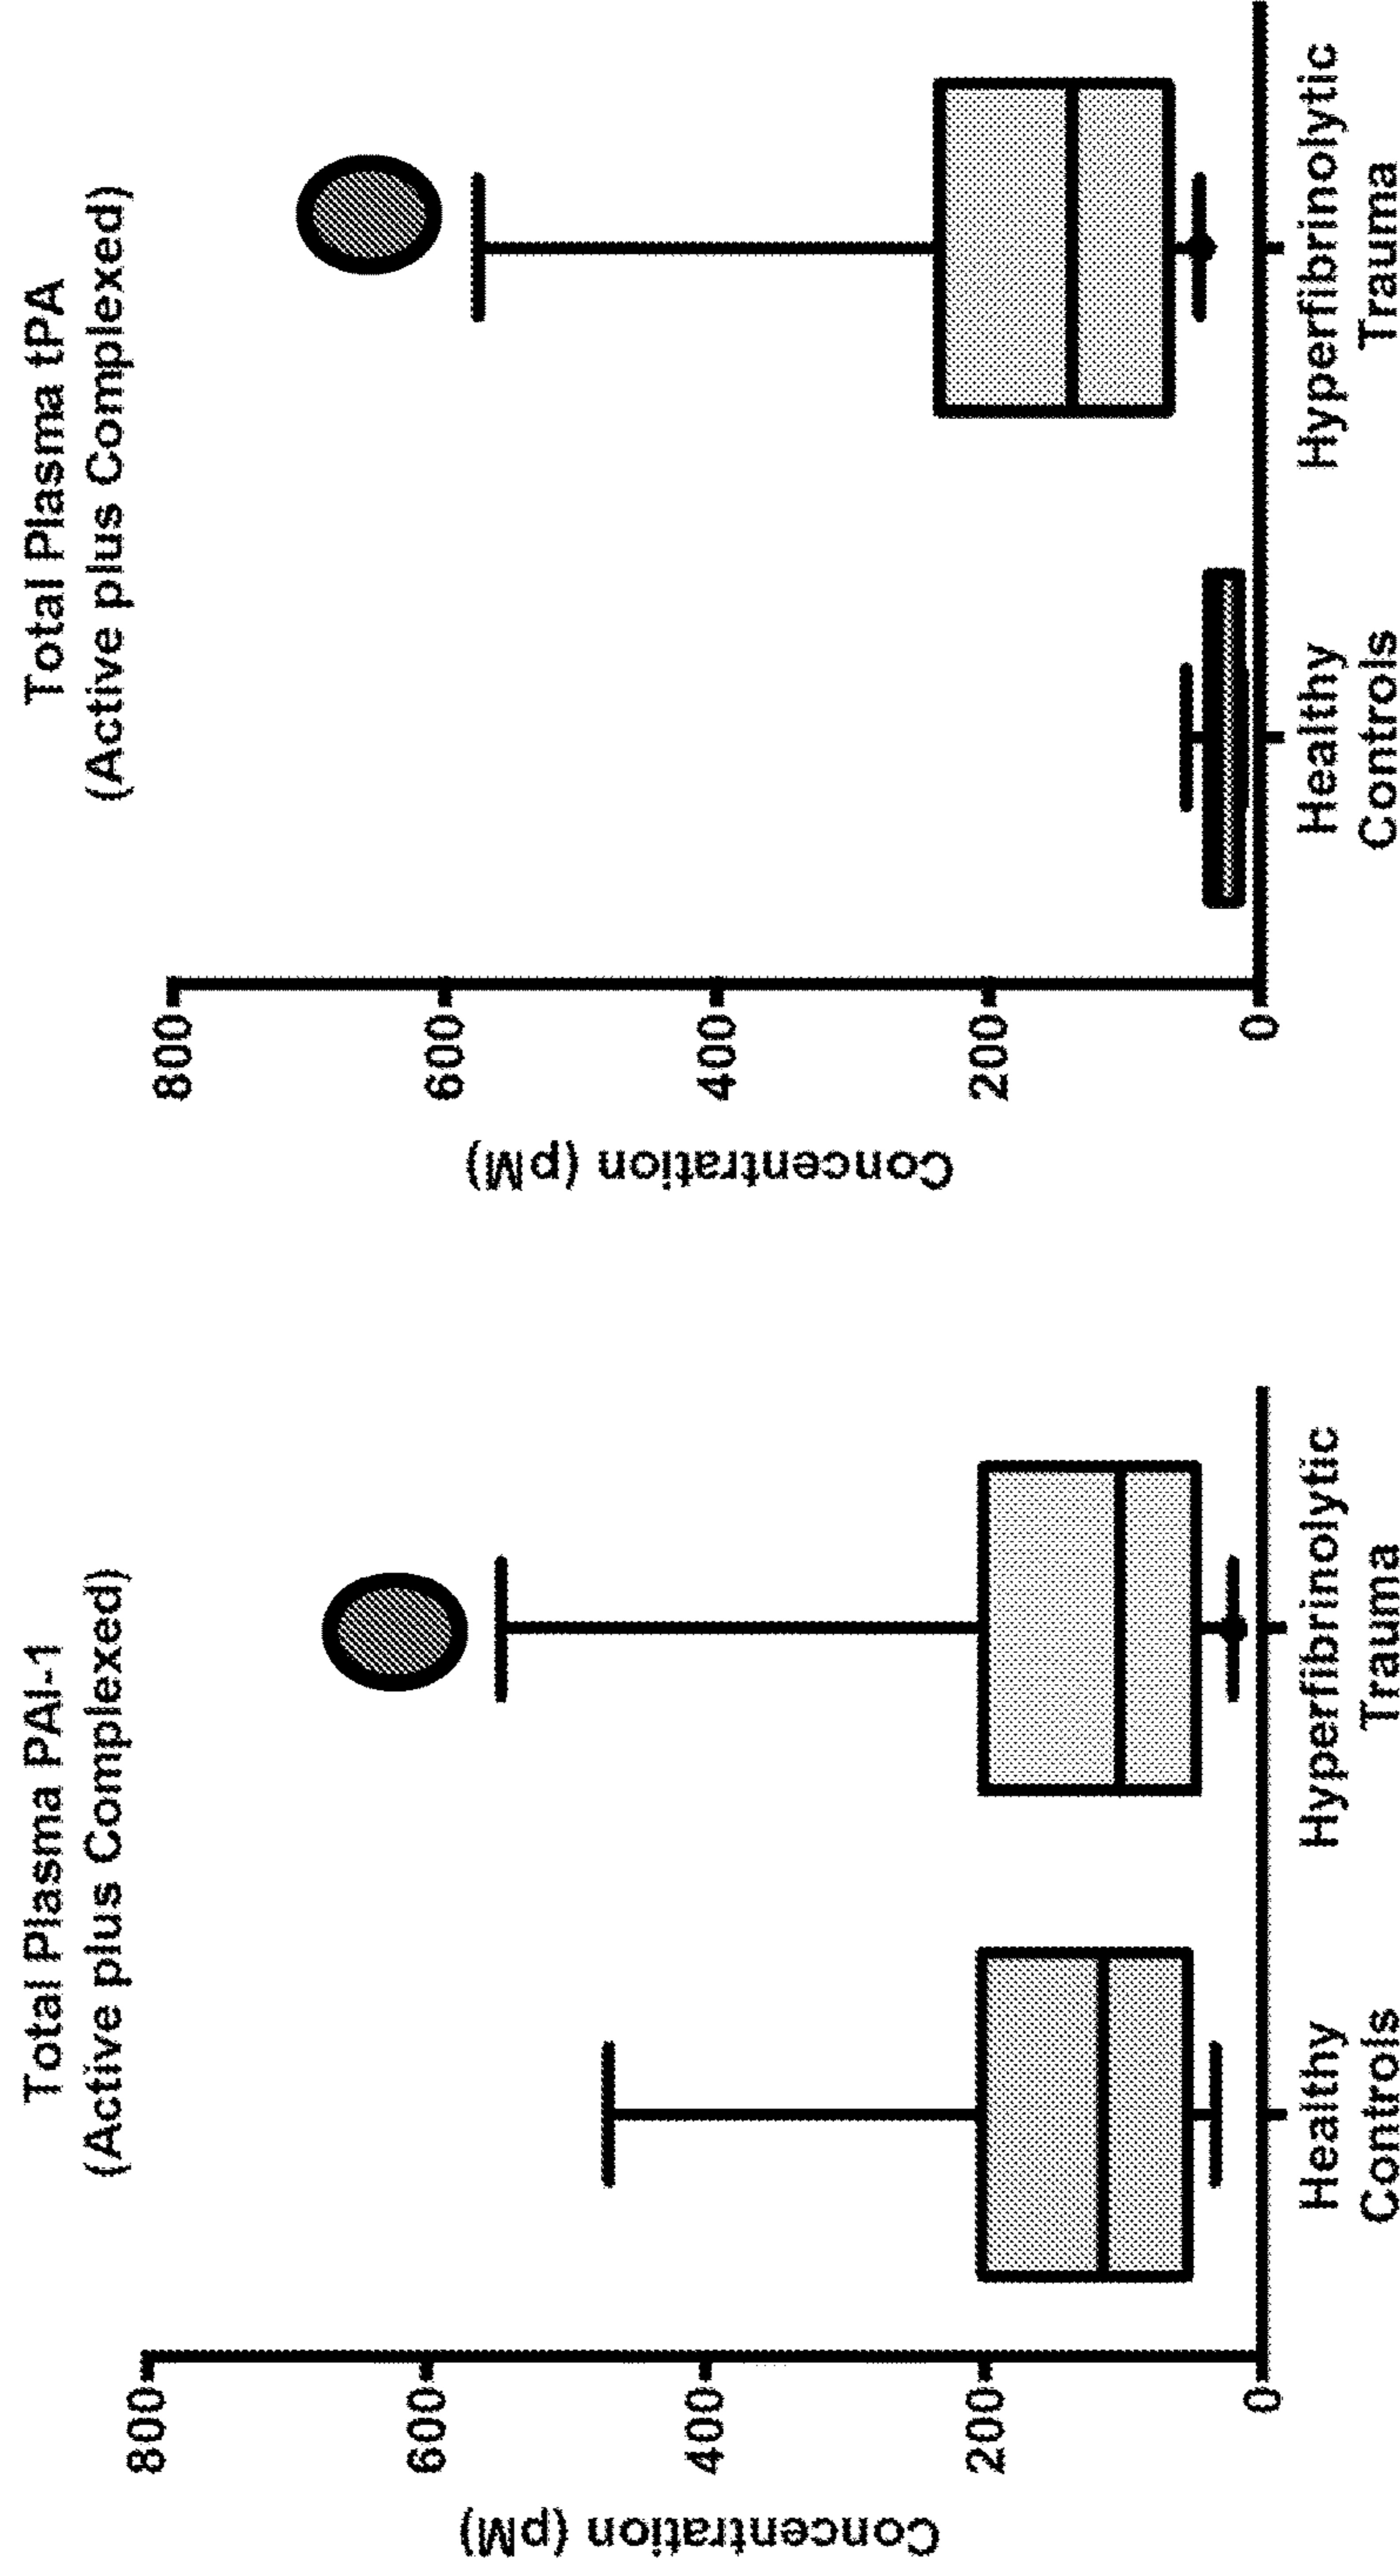 Total Plasma PAI-1
(Active plus Complexed)
Concentration (pM)
800
600
400
200
0
Healthy
Controls
Hyperfibrinolytic
Trauma
Total Plasma tPA
(Active plus Complexed)
Concentration (pM)
800
600
400
200
0
Healthy
Controls
Hyperfibrinolytic
Trauma